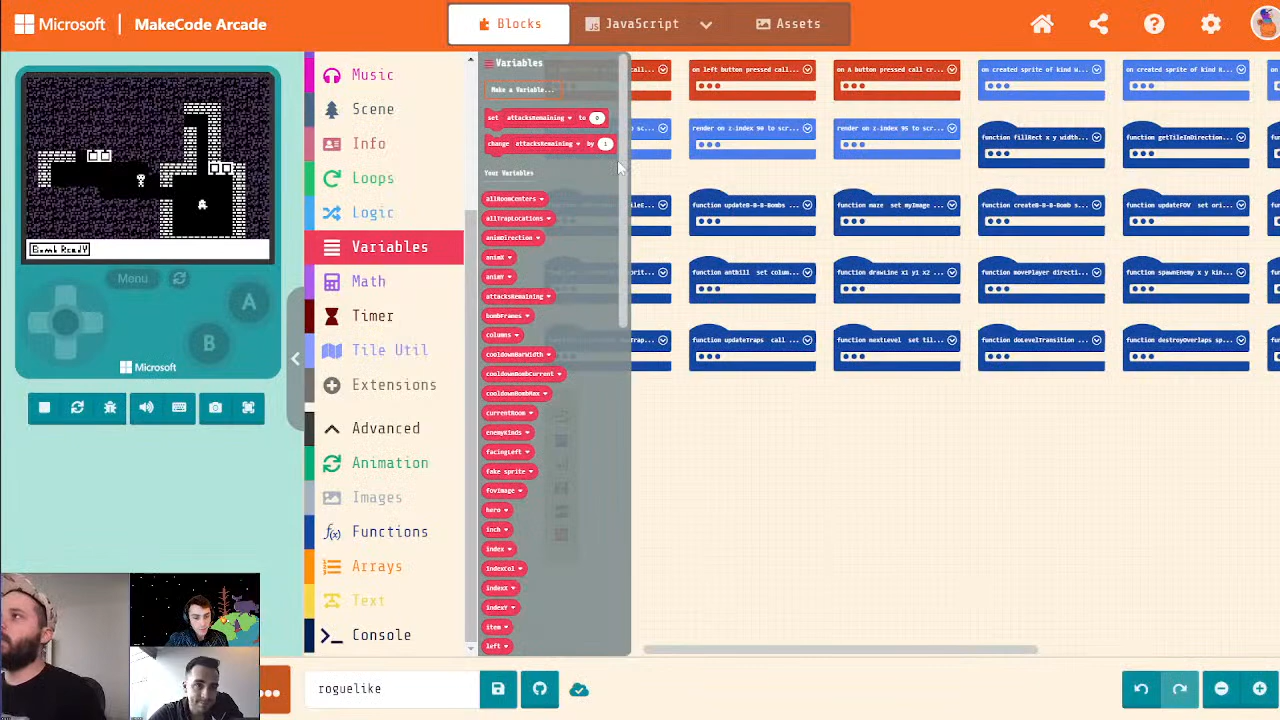 Microsoft
MakeCode Arcade
Blocks
JavaScript
Assets
Bomb Ready
Menu
B
Microsoft
Music
Scene
Info
Loops
Logic
Variables
Math
Timer
Tile Util
Extensions
Advanced
Animation
Images
Functions
Arrays
Text
Console
Variables
Make a Variable...
set attacksRemaining to 0
change attacksRemaining by 1
Your Variables
allRoomCenters
allTrapLocations
animDirection
animX
animY
attacksRemaining
bombFrames
columns
cooldownBarWidth
cooldownBombCurrent
cooldownBombMax
currentRoom
enemyKinds
facingLeft
fake sprite
fovImage
hero
inch
index
indexCol
indexX
indexY
item
left
call...
on left button pressed call...
on A button pressed call cr...
on created sprite of kind
on created sprite of kind
sc...
render on z-index 90 to scr...
render on z-index 95 to scr...
function fillRect x y width...
function getTileInDirection...
function updateB-B-B-Bombs
function maze set myImage
function createB-B-B-Bomb s...
function updateFOV set ori...
function anthill set colum...
function drawLine x1 y1 x2 ...
function movePlayer directi...
function spawnEnemy x y kin...
function updateTraps call ...
function nextLevel set til...
function doLevelTransition ...
function destroyOverlaps sp...
roguelike